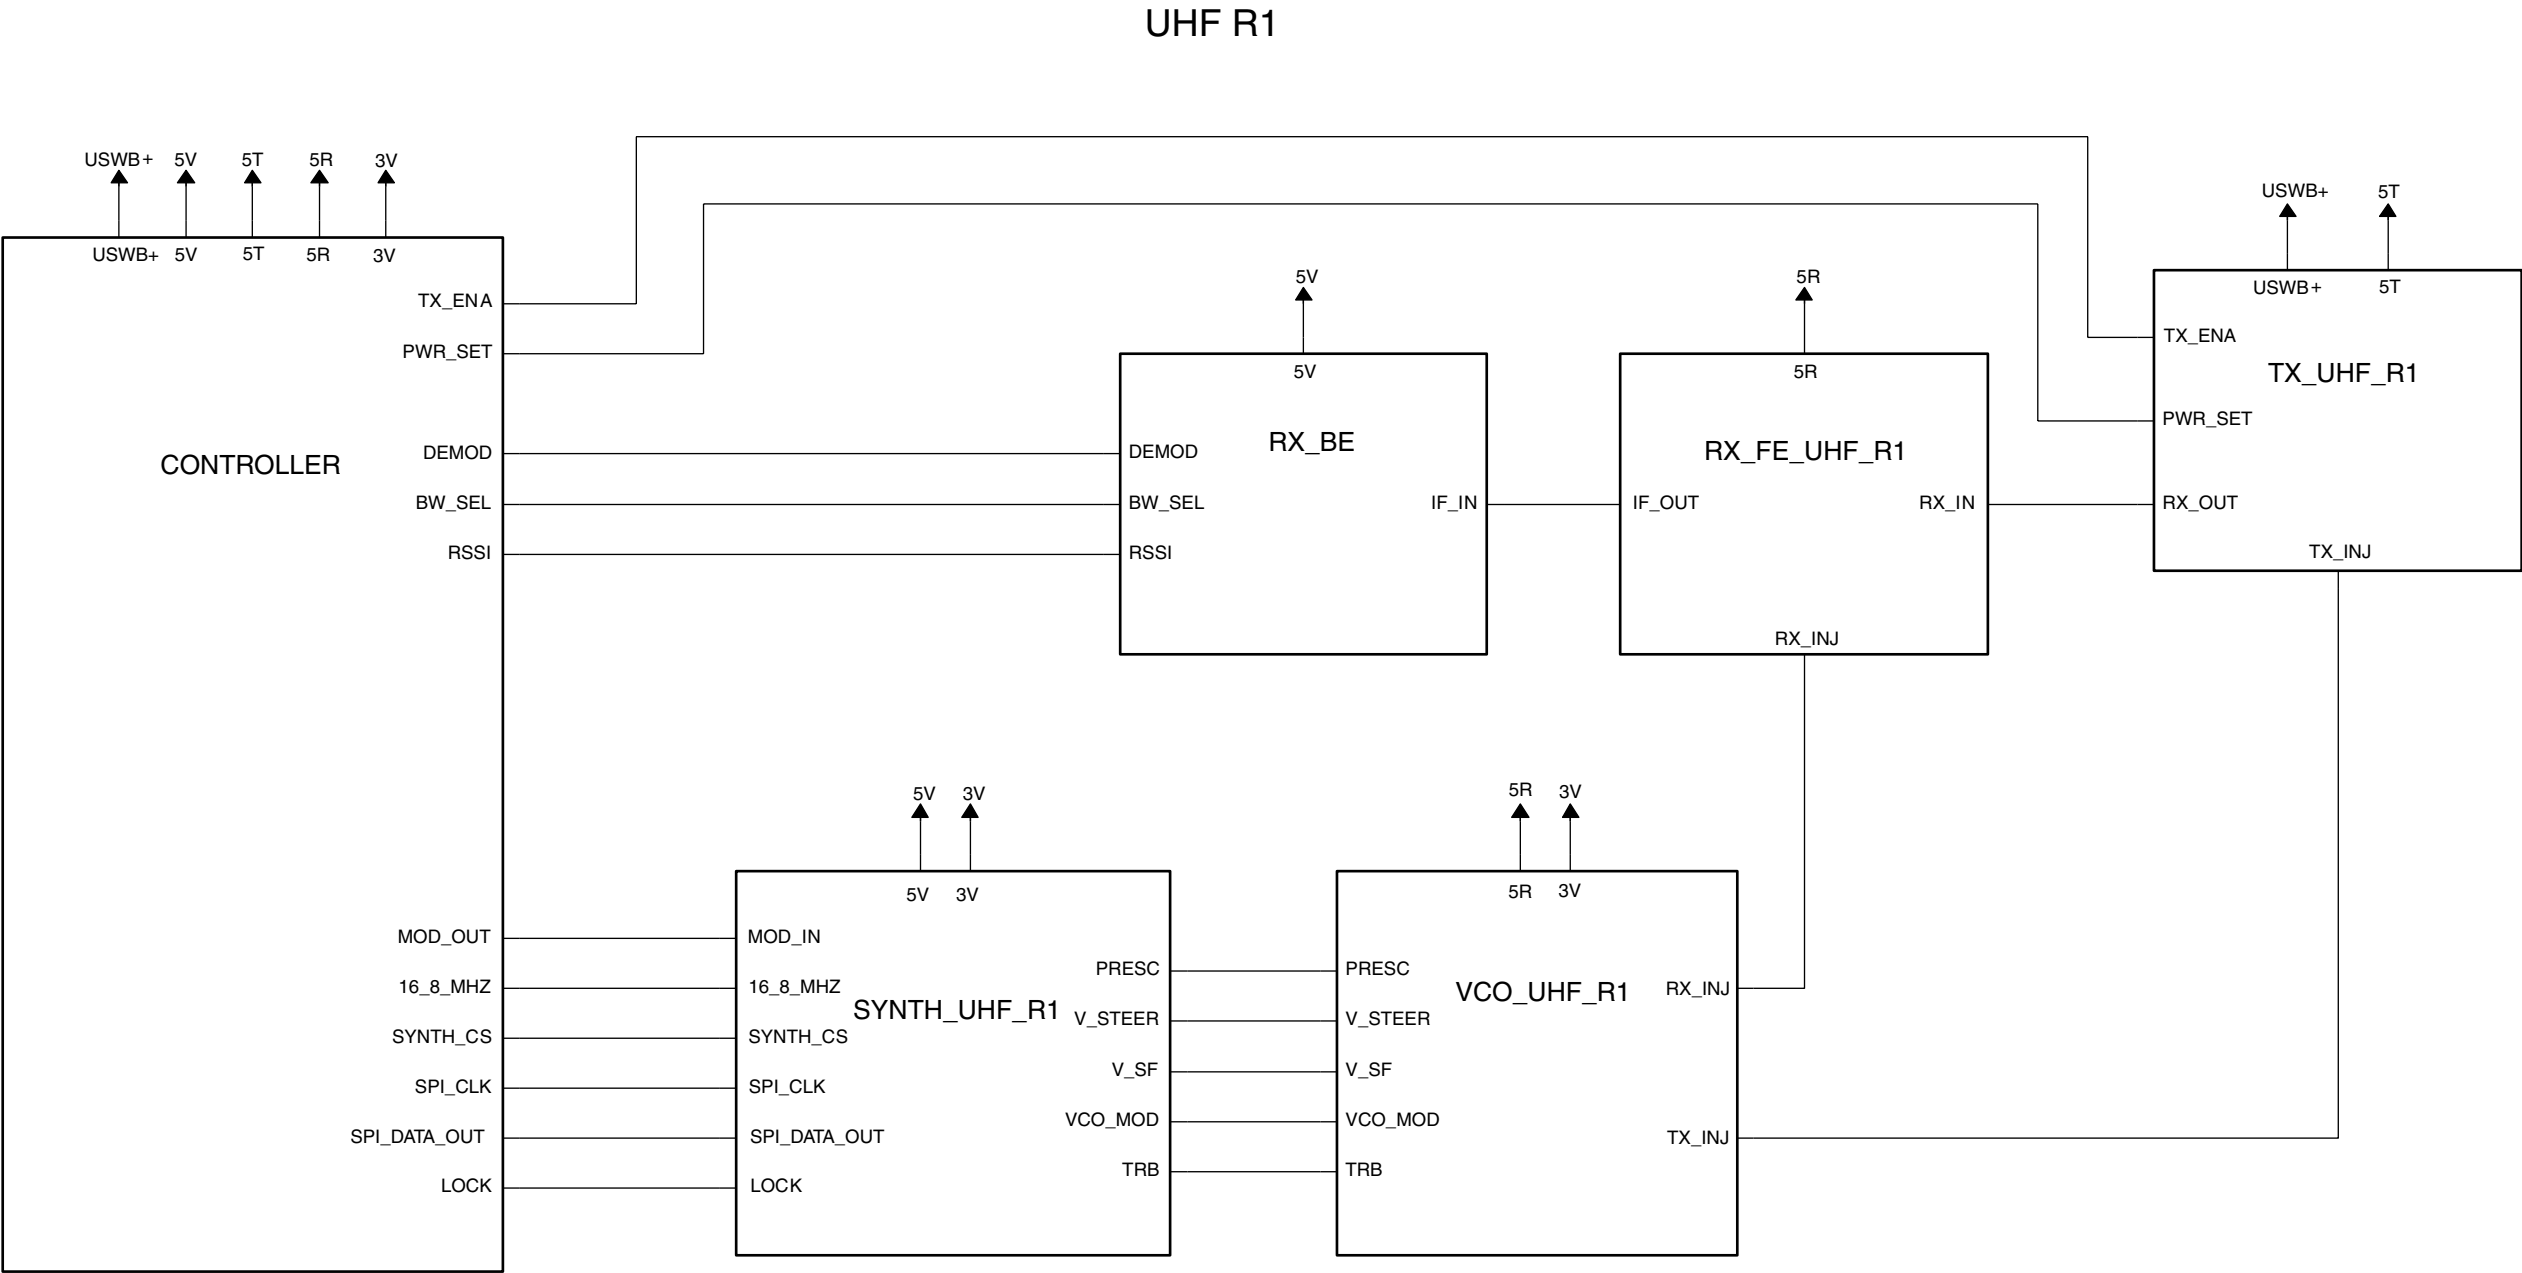 UHF R1
USWB+ 5V 5T 5R 3V
USWB+ 5V 5T 5R 3V
TX_ENA
PWR_SET
CONTROLLER
DEMOD
BW_SEL
RSSI
MOD_OUT
16_8_MHZ
SYNTH_CS
SPI_CLK
SPI_DATA_OUT
LOCK
5V
5V
RX_BE
DEMOD
BW_SEL
RSSI
IF_IN
5R
5R
RX_FE_UHF_R1
IF_OUT
RX_IN
RX_INJ
USWB+ 5T
USWB+ 5T
TX_ENA
TX_UHF_R1
PWR_SET
RX_OUT
TX_INJ
5V 3V
5V 3V
MOD_IN
16_8_MHZ
SYNTH_UHF_R1
SYNTH_CS
SPI_CLK
SPI_DATA_OUT
LOCK
PRESC
V_STEER
V_SF
VCO_MOD
TRB
5R 3V
5R 3V
PRESC
VCO_UHF_R1
V_STEER
V_SF
VCO_MOD
TRB
RX_INJ
TX_INJ